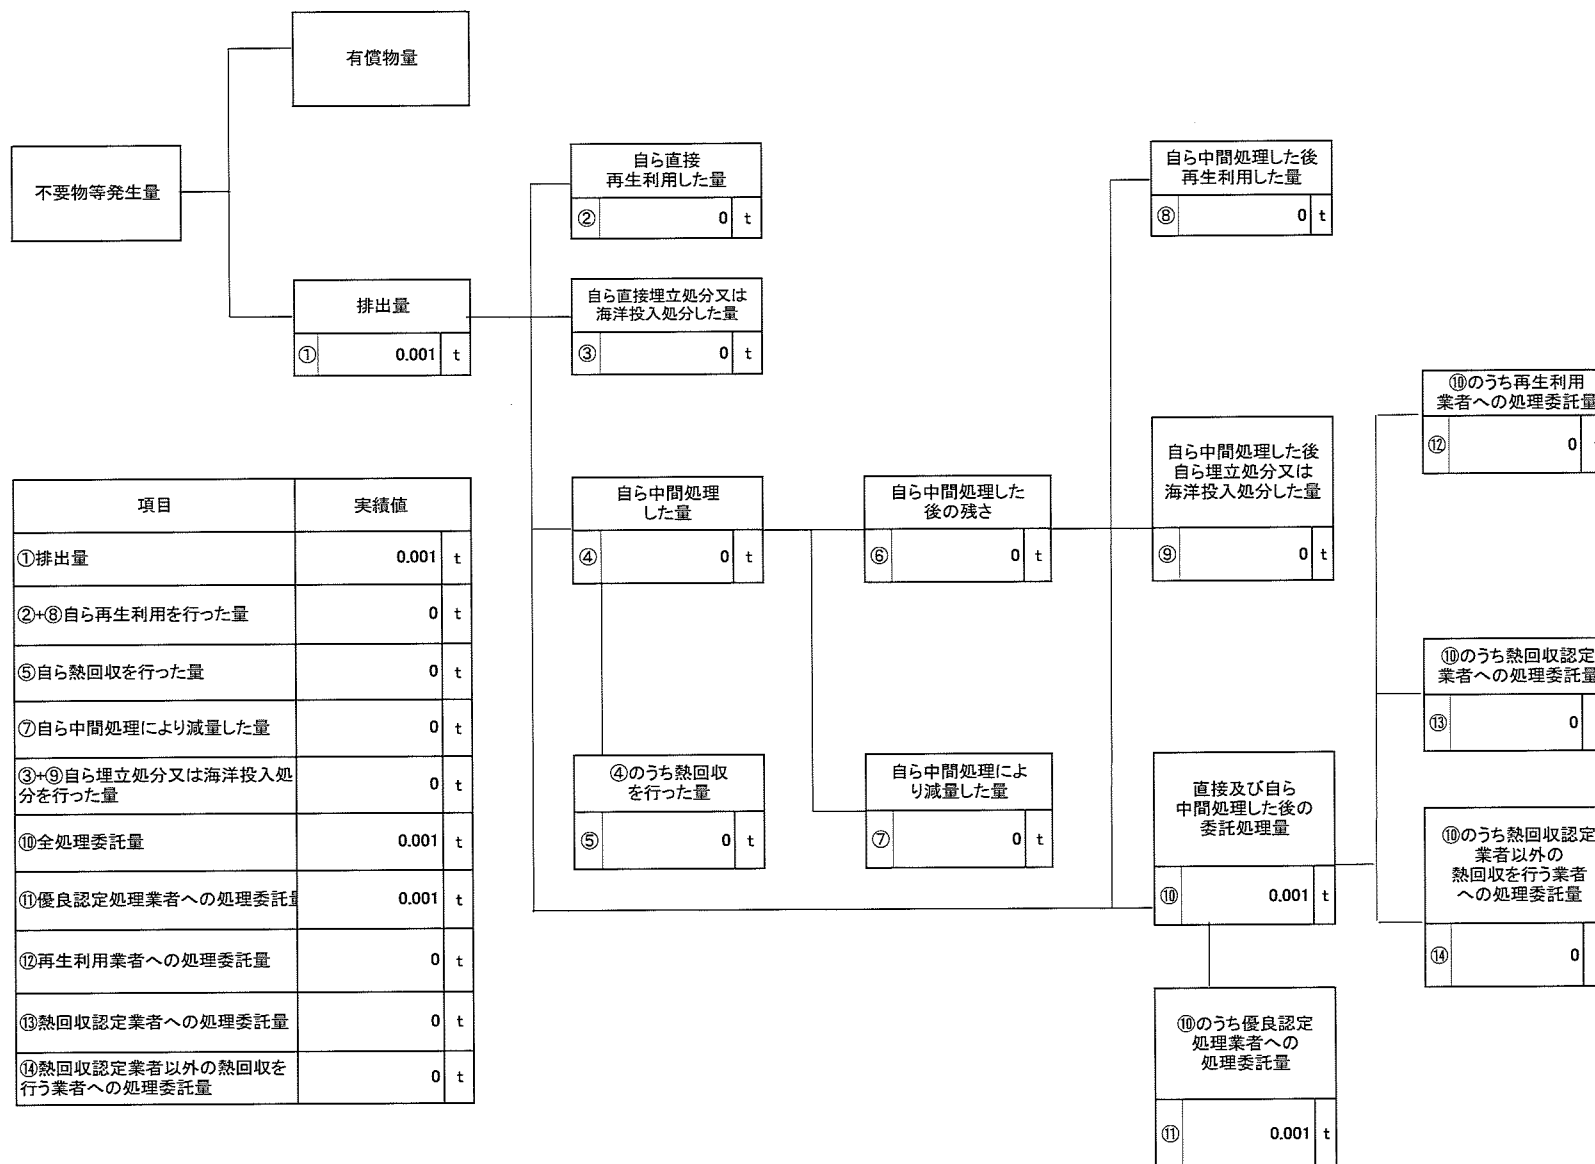 有償物量
不要物等発生量
排出量
① 0.001 t
自ら直接
再生利用した量
② 0 t
自ら直接埋立処分又は
海洋投入処分した量
③ 0 t
自ら中間処理
した量
④ 0 t
④のうち熱回収
を行った量
⑤ 0 t
自ら中間処理した
後の残さ
⑥ 0 t
自ら中間処理によ
り減量した量
⑦ 0 t
自ら中間処理した後
再生利用した量
⑧ 0 t
自ら中間処理した後
自ら埋立処分又は
海洋投入処分した量
⑨ 0 t
直接及び自ら
中間処理した後の
委託処理量
⑩ 0.001 t
⑩のうち優良認定
処理業者への
処理委託量
⑪ 0.001 t
⑩のうち再生利用
業者への処理委託量
⑫ 0
⑩のうち熱回収認定
業者への処理委託量
⑬ 0
⑩のうち熱回収認定
業者以外の
熱回収を行う業者
への処理委託量
⑭ 0
項目 実績値
①排出量 0.001 t
②+⑧自ら再生利用を行った量 0 t
⑤自ら熱回収を行った量 0 t
⑦自ら中間処理により減量した量 0 t
③+⑨自ら埋立処分又は海洋投入処
分を行った量 0 t
⑩全処理委託量 0.001 t
⑪優良認定処理業者への処理委託量 0.001 t
⑫再生利用業者への処理委託量 0 t
⑬熱回収認定業者への処理委託量 0 t
⑭熱回収認定業者以外の熱回収を
行う業者への処理委託量 0 t